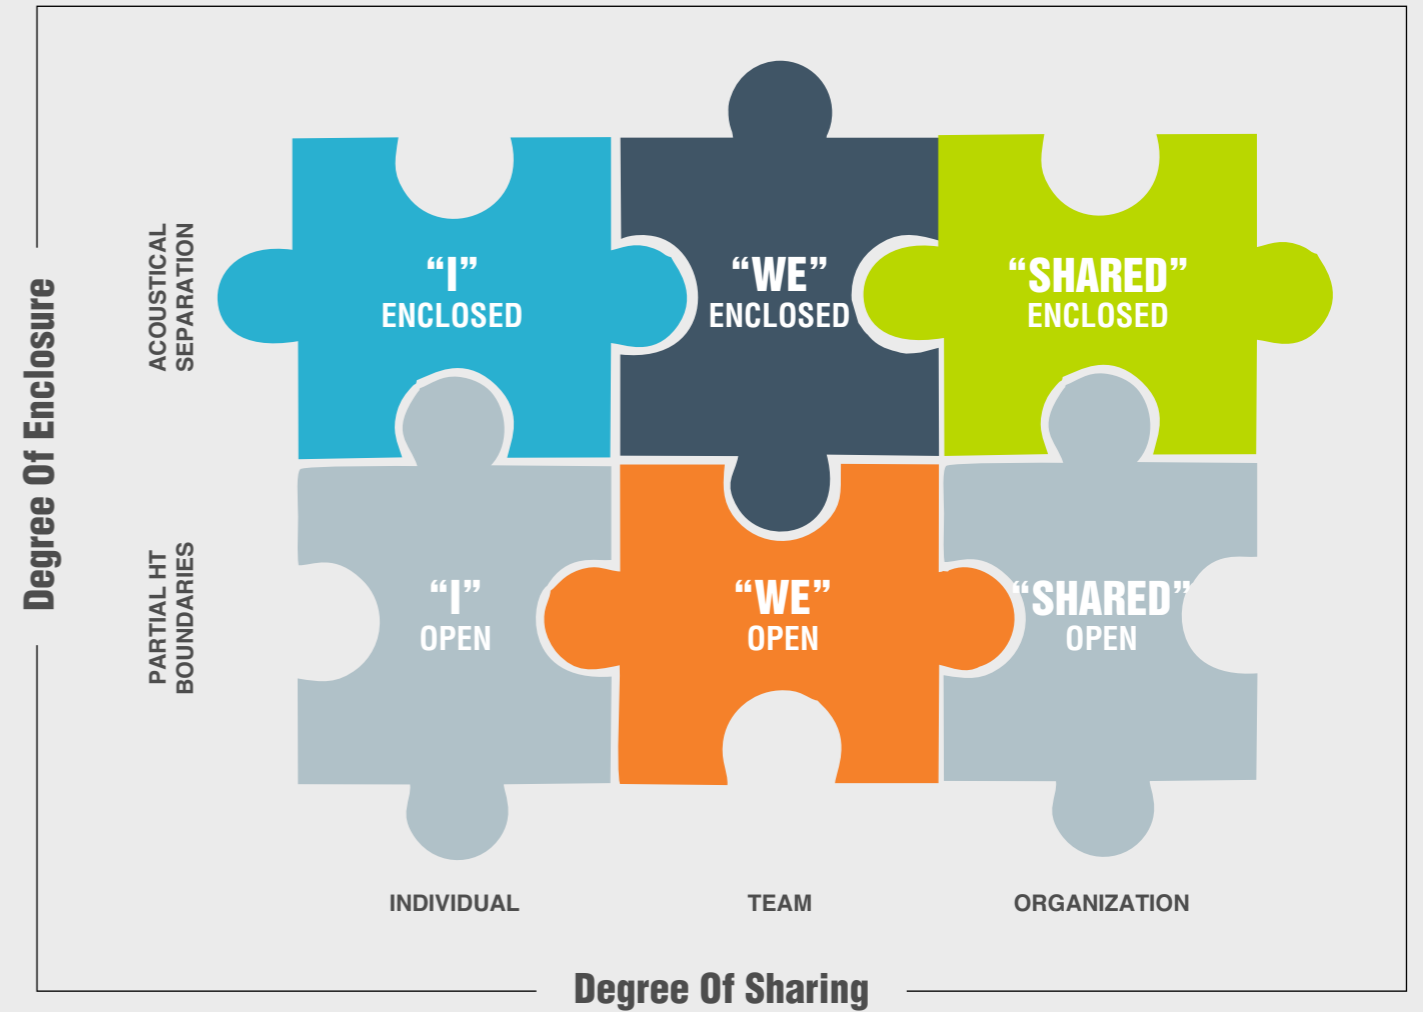 Degree Of Enclosure
ACOUSTICAL
SEPARATION
“I”
ENCLOSED
“WE”
ENCLOSED
“SHARED”
ENCLOSED
PARTIAL HT
BOUNDARIES
“I”
OPEN
“WE”
OPEN
“SHARED”
OPEN
INDIVIDUAL
TEAM
ORGANIZATION
Degree Of Sharing